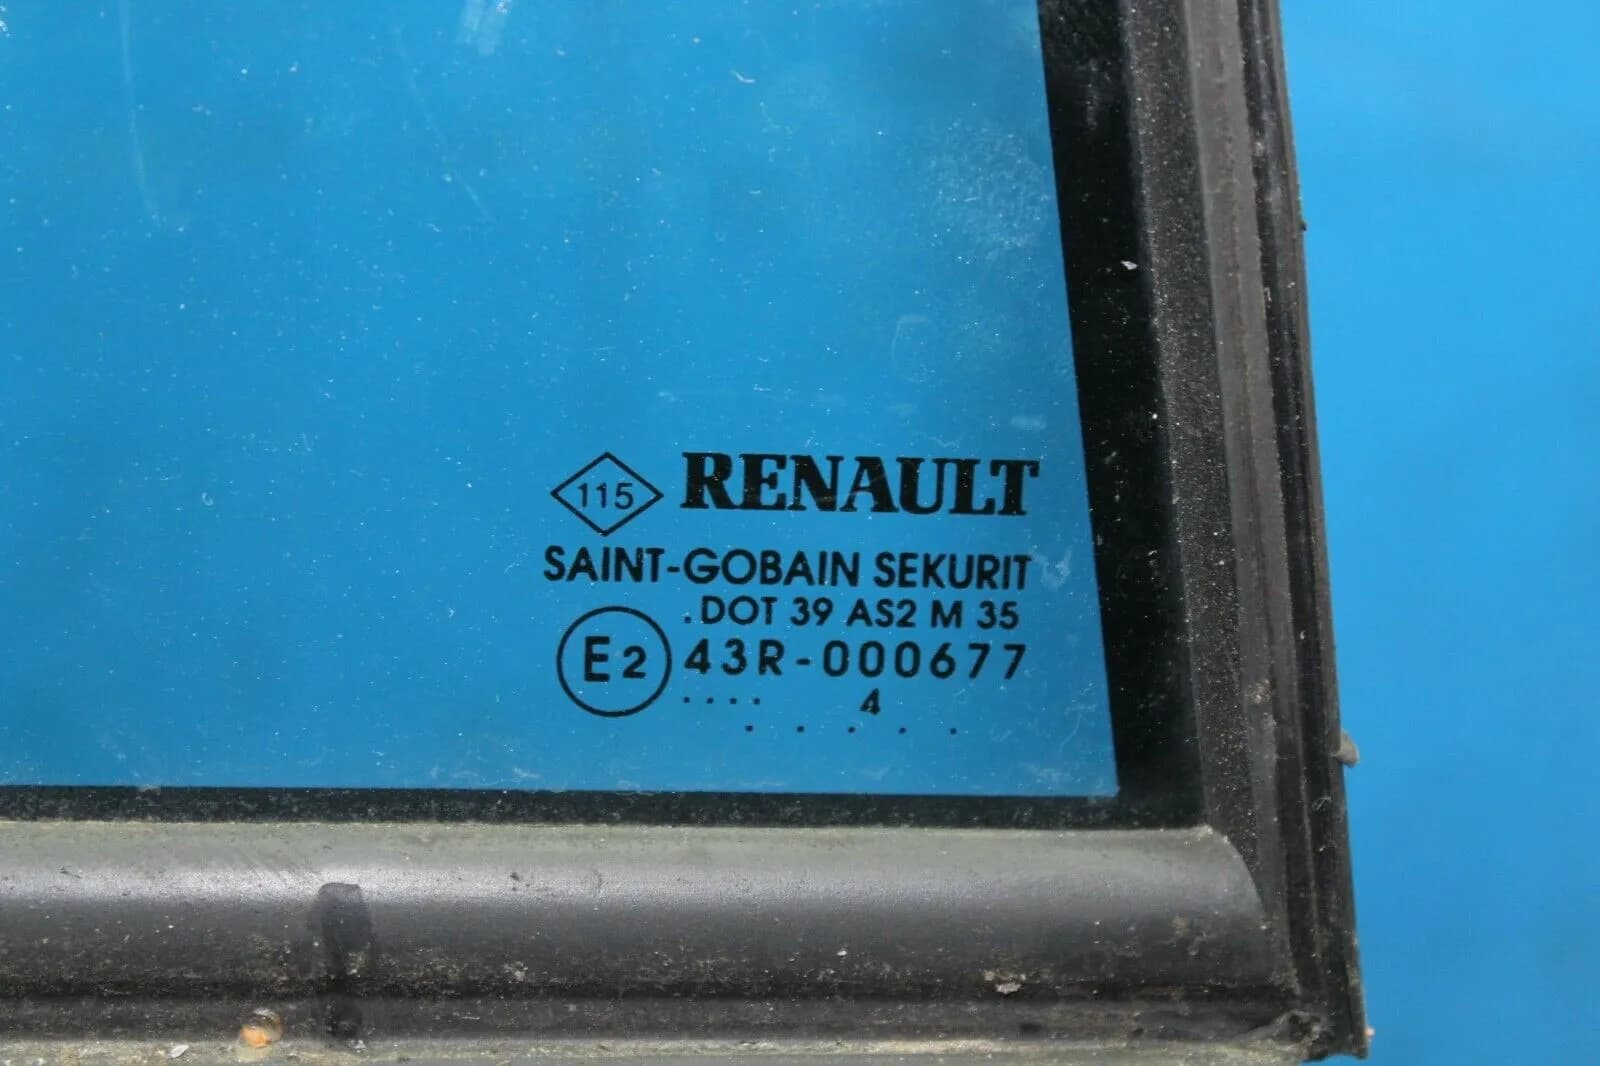 115 RENAULT
SAINT-GOBAIN SEKURIT
.DOT 39 AS2 M 35
E2 43R-000677
.... 4
. . . . .